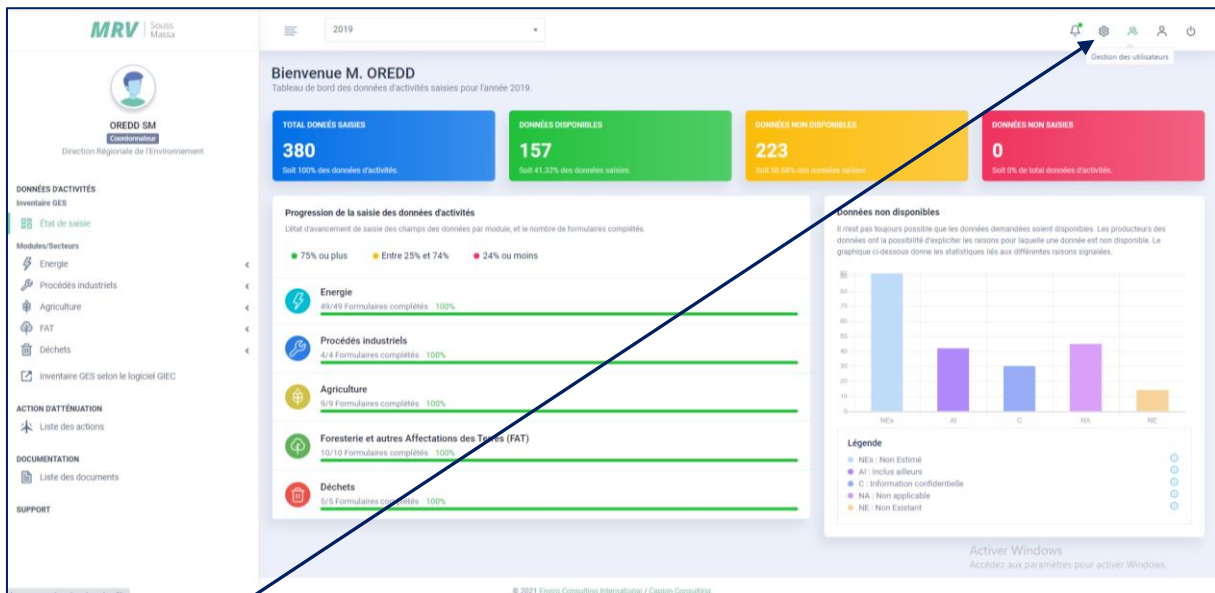 MRV Souss
Massa
2019
Gestion des utilisateurs
OREDD SM
Coordonnateur
Direction Régionale de l'Environnement
DONNÉES D'ACTIVITÉS
Inventaire GES
État de saisie
Modules/Secteurs
Energie
Procédés industriels
Agriculture
FAT
Déchets
Inventaire GES selon le logiciel GIEC
ACTION D'ATTÉNUATION
Liste des actions
DOCUMENTATION
Liste des documents
SUPPORT
Bienvenue M. OREDD
Tableau de bord des données d'activités saisies pour l'année 2019.
TOTAL DONEÉS SAISIES
380
Soit 100% des données d'activités.
DONNÉES DISPONIBLES
157
Soit 41.32% des données saisies.
DONNÉES NON DISPONIBLES
223
Soit 58.68% des données saisies.
DONNÉES NON SAISIES
0
Soit 0% de total données d'activités.
Progression de la saisie des données d'activités
L'état d'avancement de saisie des champs des données par module, et le nombre de formulaires complétés.
75% ou plus Entre 25% et 74% 24% ou moins
Energie
49/49 Formulaires complétés 100%
Procédés industriels
4/4 Formulaires complétés 100%
Agriculture
9/9 Formulaires complétés 100%
Foresterie et autres Affectations des Terres (FAT)
10/10 Formulaires complétés 100%
Déchets
5/5 Formulaires complétés 100%
Données non disponibles
Il n'est pas toujours possible que les données demandées soient disponibles. Les producteurs des
données ont la possibilité d'expliciter les raisons pour laquelle une donnée est non disponible. Le
graphique ci-dessous donne les statistiques liés aux différentes raisons signalées.
80
70
60
50
40
30
20
10
0
NEs AI C NA NE
Légende
NEs : Non Estimé
AI : Inclus ailleurs
C : Information confidentielle
NA : Non applicable
NE : Non Existant
Activer Windows
Accédez aux paramètres pour activer Windows.
© 2021 Enviro Consulting International / Capion Consulting